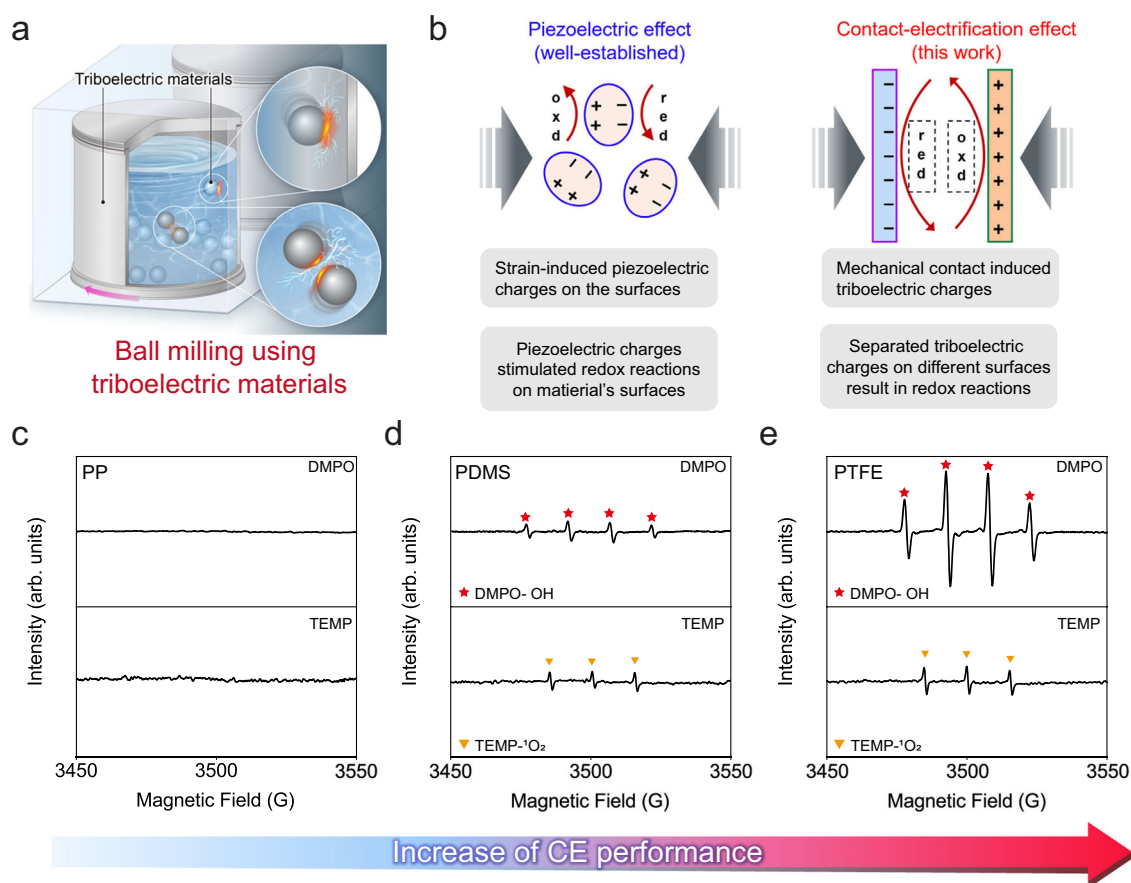 a
Triboelectric materials
Ball milling using
triboelectric materials
b
Piezoelectric effect
(well-established)
oxd
red
+ −
+ −
+ + − −
+ + − −
Strain-induced piezoelectric
charges on the surfaces
Piezoelectric charges
stimulated redox reactions
on matierial's surfaces
Contact-electrification effect
(this work)
− − − − − − −
red
oxd
+ + + + + + +
Mechanical contact induced
triboelectric charges
Separated triboelectric
charges on different surfaces
result in redox reactions
c
PP
DMPO
TEMP
Intensity (arb. units)
3450 3500 3550
Magnetic Field (G)
d
PDMS
DMPO
DMPO- OH
TEMP
TEMP-¹O₂
Intensity (arb. units)
3450 3500 3550
Magnetic Field (G)
e
PTFE
DMPO
DMPO- OH
TEMP
TEMP-¹O₂
Intensity (arb. units)
3450 3500 3550
Magnetic Field (G)
Increase of CE performance